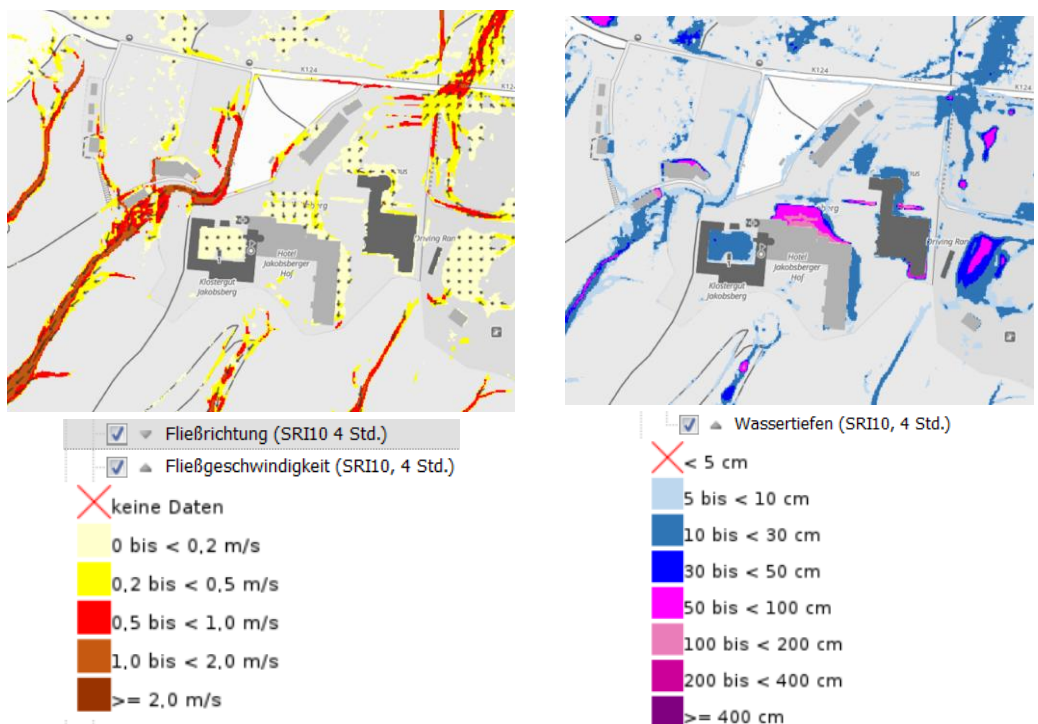 K124
K124
Hotel
Jakobsberger
Hof
Driving Ran
Klostergut
Jakobsberg
Fließrichtung (SRI10 4 Std.)
Fließgeschwindigkeit (SRI10, 4 Std.)
keine Daten
0 bis < 0,2 m/s
0,2 bis < 0,5 m/s
0,5 bis < 1,0 m/s
1,0 bis < 2,0 m/s
>= 2,0 m/s
K124
K124
Hotel
Jakobsberger
Hof
Driving Ran
Klostergut
Jakobsberg
Wassertiefen (SRI10, 4 Std.)
< 5 cm
5 bis < 10 cm
10 bis < 30 cm
30 bis < 50 cm
50 bis < 100 cm
100 bis < 200 cm
200 bis < 400 cm
>= 400 cm